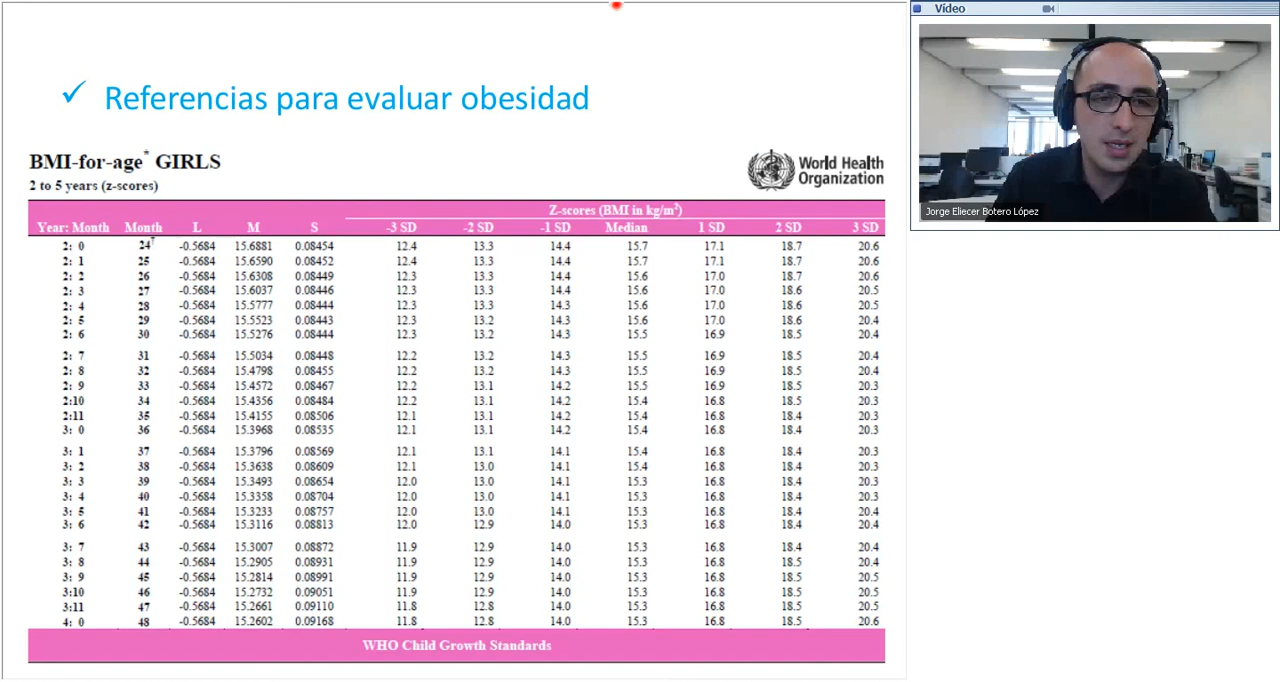 Vídeo
Jorge Eliecer Botero López
✓ Referencias para evaluar obesidad
BMI-for-age* GIRLS
2 to 5 years (z-scores)
World Health
Organization
Z-scores (BMI in kg/m²)
Year: Month Month L M S -3 SD -2 SD -1 SD Median 1 SD 2 SD 3 SD
2: 0 24† -0.5684 15.6881 0.08454 12.4 13.3 14.4 15.7 17.1 18.7 20.6
2: 1 25 -0.5684 15.6590 0.08452 12.4 13.3 14.4 15.7 17.1 18.7 20.6
2: 2 26 -0.5684 15.6308 0.08449 12.3 13.3 14.4 15.6 17.0 18.7 20.6
2: 3 27 -0.5684 15.6037 0.08446 12.3 13.3 14.4 15.6 17.0 18.6 20.5
2: 4 28 -0.5684 15.5777 0.08444 12.3 13.3 14.3 15.6 17.0 18.6 20.5
2: 5 29 -0.5684 15.5523 0.08443 12.3 13.2 14.3 15.6 17.0 18.6 20.4
2: 6 30 -0.5684 15.5276 0.08444 12.3 13.2 14.3 15.5 16.9 18.5 20.4
2: 7 31 -0.5684 15.5034 0.08448 12.2 13.2 14.3 15.5 16.9 18.5 20.4
2: 8 32 -0.5684 15.4798 0.08455 12.2 13.2 14.3 15.5 16.9 18.5 20.4
2: 9 33 -0.5684 15.4572 0.08467 12.2 13.1 14.2 15.5 16.9 18.5 20.3
2:10 34 -0.5684 15.4356 0.08484 12.2 13.1 14.2 15.4 16.8 18.5 20.3
2:11 35 -0.5684 15.4155 0.08506 12.1 13.1 14.2 15.4 16.8 18.4 20.3
3: 0 36 -0.5684 15.3968 0.08535 12.1 13.1 14.2 15.4 16.8 18.4 20.3
3: 1 37 -0.5684 15.3796 0.08569 12.1 13.1 14.1 15.4 16.8 18.4 20.3
3: 2 38 -0.5684 15.3638 0.08609 12.1 13.0 14.1 15.4 16.8 18.4 20.3
3: 3 39 -0.5684 15.3493 0.08654 12.0 13.0 14.1 15.3 16.8 18.4 20.3
3: 4 40 -0.5684 15.3358 0.08704 12.0 13.0 14.1 15.3 16.8 18.4 20.3
3: 5 41 -0.5684 15.3233 0.08757 12.0 13.0 14.1 15.3 16.8 18.4 20.4
3: 6 42 -0.5684 15.3116 0.08813 12.0 12.9 14.0 15.3 16.8 18.4 20.4
3: 7 43 -0.5684 15.3007 0.08872 11.9 12.9 14.0 15.3 16.8 18.4 20.4
3: 8 44 -0.5684 15.2905 0.08931 11.9 12.9 14.0 15.3 16.8 18.5 20.4
3: 9 45 -0.5684 15.2814 0.08991 11.9 12.9 14.0 15.3 16.8 18.5 20.5
3:10 46 -0.5684 15.2732 0.09051 11.9 12.9 14.0 15.3 16.8 18.5 20.5
3:11 47 -0.5684 15.2661 0.09110 11.8 12.8 14.0 15.3 16.8 18.5 20.5
4: 0 48 -0.5684 15.2602 0.09168 11.8 12.8 14.0 15.3 16.8 18.5 20.6
WHO Child Growth Standards